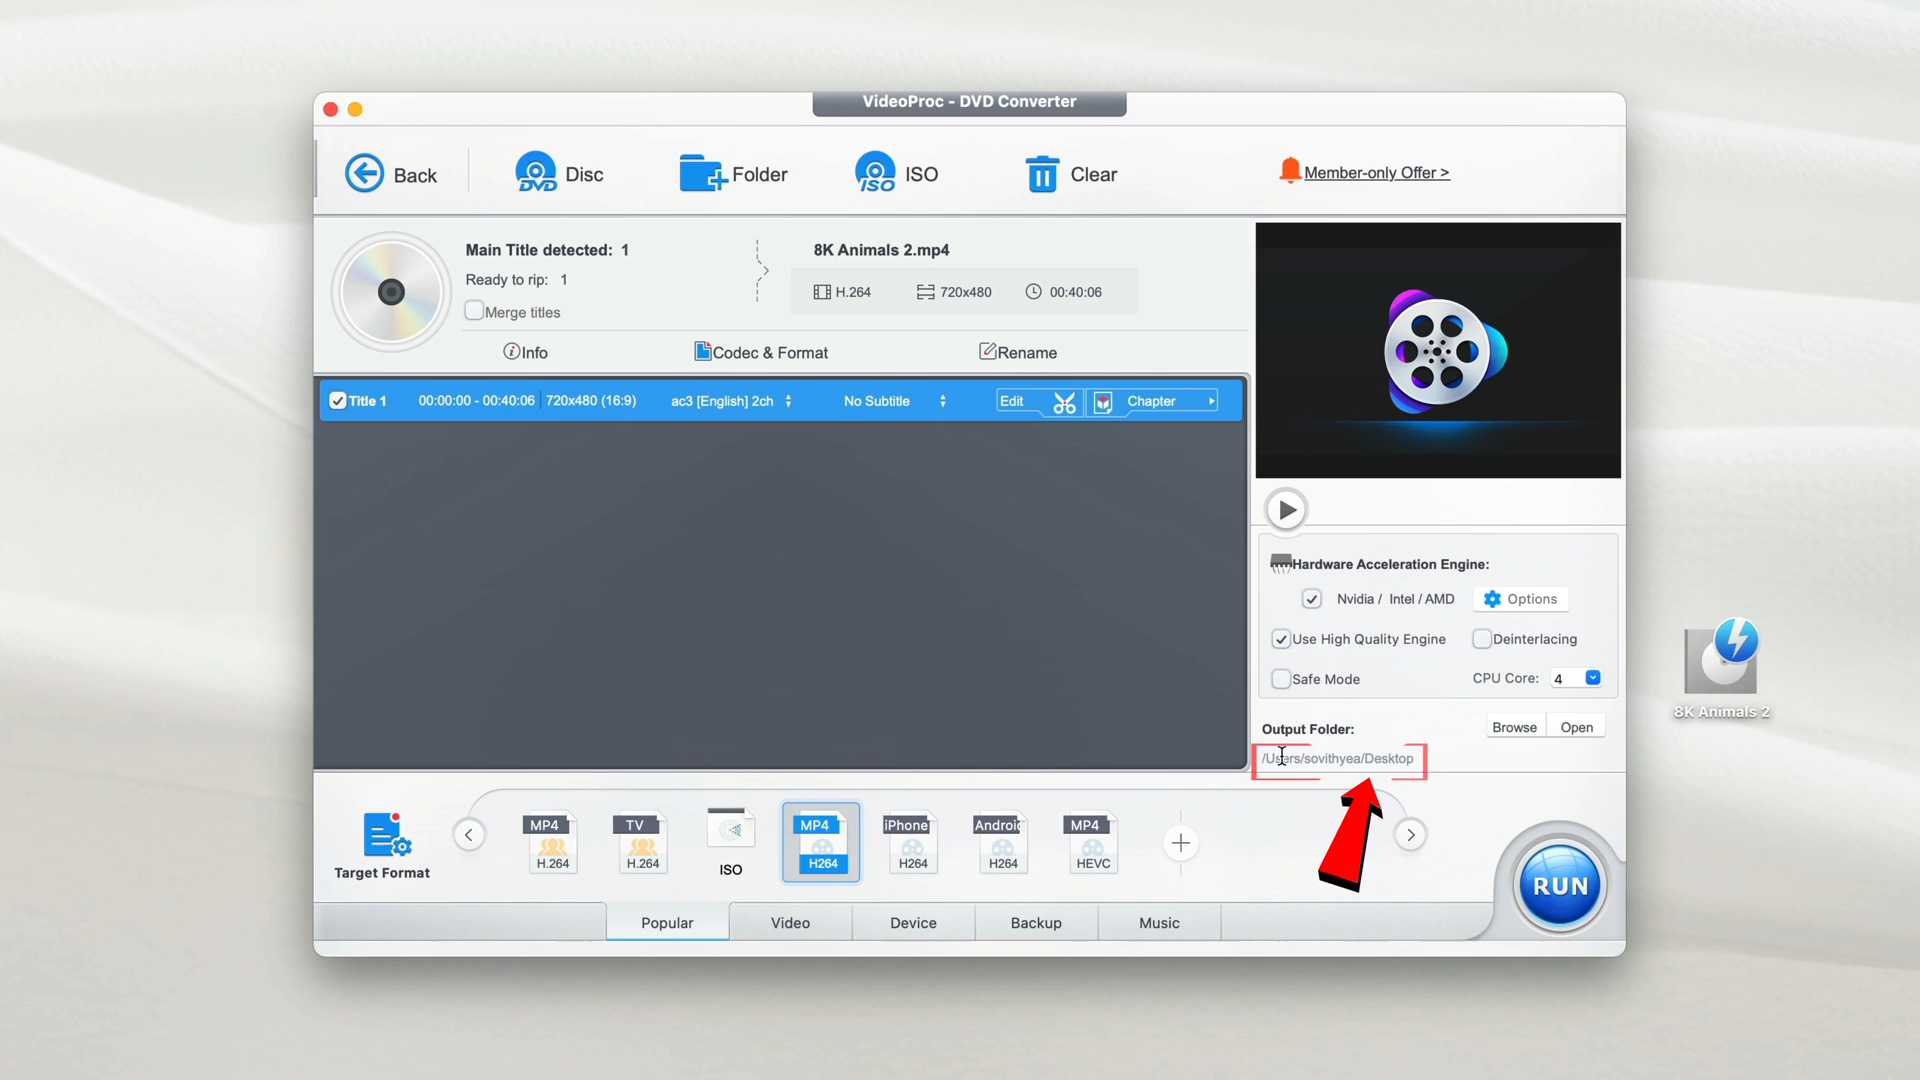 VideoProc - DVD Converter
Back
DVD
Disc
Folder
ISO
ISO
Clear
Member-only Offer >
Main Title detected: 1
Ready to rip: 1
Merge titles
8K Animals 2.mp4
H.264
720x480
00:40:06
Info
Codec & Format
Rename
Title 1
00:00:00 - 00:40:06
720x480 (16:9)
ac3 [English] 2ch
No Subtitle
Edit
Chapter
Hardware Acceleration Engine:
Nvidia / Intel / AMD
Options
Use High Quality Engine
Deinterlacing
Safe Mode
CPU Core: 4
8K Animals 2
Output Folder:
Browse
Open
/Users/sovithyea/Desktop
Target Format
MP4
H.264
TV
H.264
ISO
MP4
H264
iPhone
H264
Android
H264
MP4
HEVC
RUN
Popular
Video
Device
Backup
Music